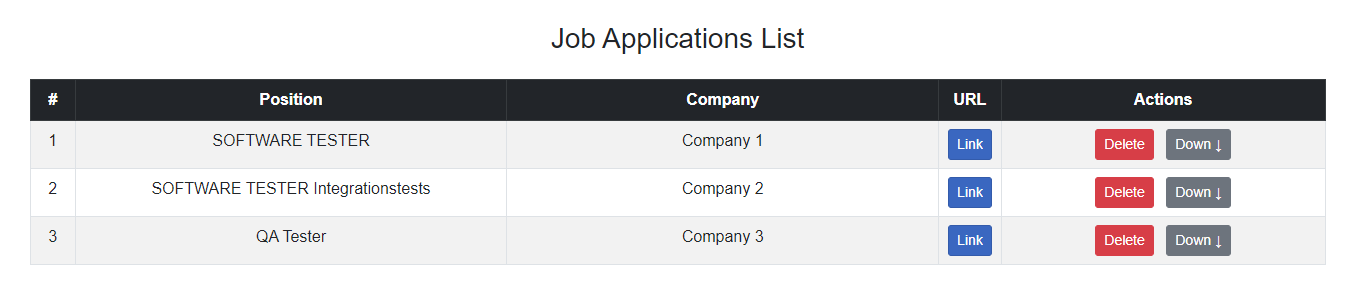 Job Applications List
# Position Company URL Actions
1 SOFTWARE TESTER Company 1 Link Delete Down ↓
2 SOFTWARE TESTER Integrationstests Company 2 Link Delete Down ↓
3 QA Tester Company 3 Link Delete Down ↓